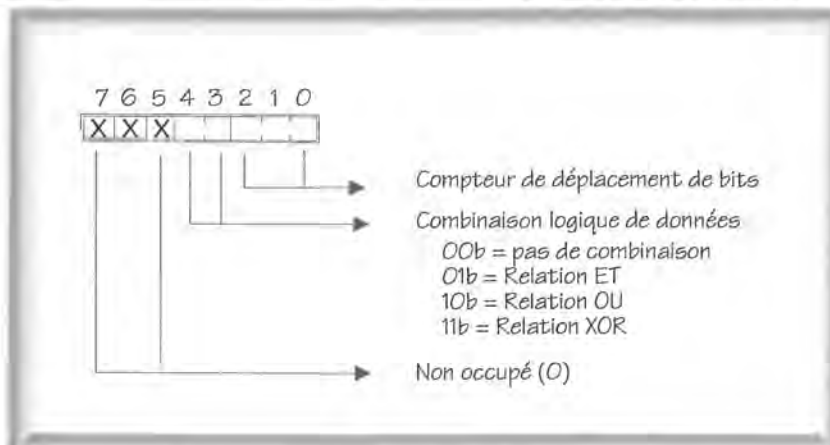 7 6 5 4 3 2 1 0
X X X
Compteur de déplacement de bits
Combinaison logique de données
00b = pas de combinaison
01b = Relation ET
10b = Relation OU
11b = Relation XOR
Non occupé (0)